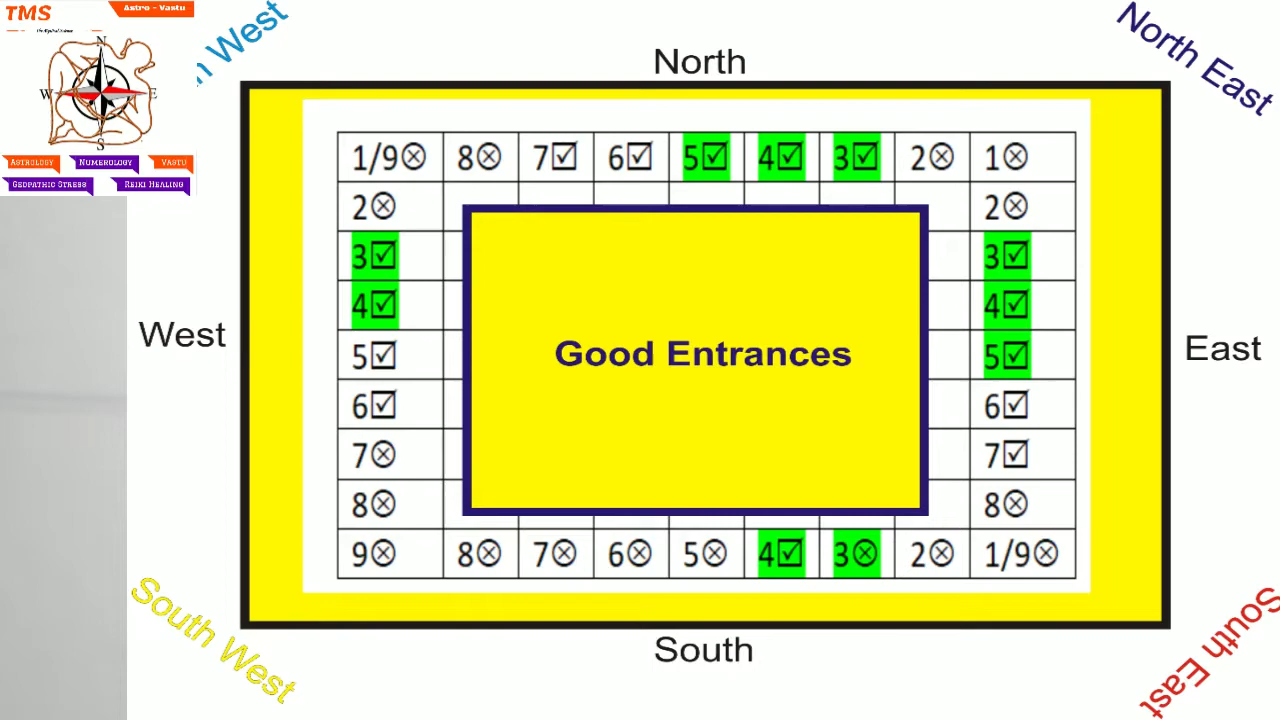 TMS
Astro - Vastu
the Mystical Science
N
W
E
S
ASTROLOGY
NUMEROLOGY
VASTU
GEOPATHIC STRESS
REIKI HEALING
West
North
North East
1/9⊗ 8⊗ 7☑ 6☑ 5☑ 4☑ 3☑ 2⊗ 1⊗
2⊗ 2⊗
3☑ 3☑
4☑ 4☑
West
East
Good Entrances
5☑ 5☑
6☑ 6☑
7⊗ 7☑
8⊗ 8⊗
9⊗ 8⊗ 7⊗ 6⊗ 5⊗ 4☑ 3⊗ 2⊗ 1/9⊗
South West
South
South East